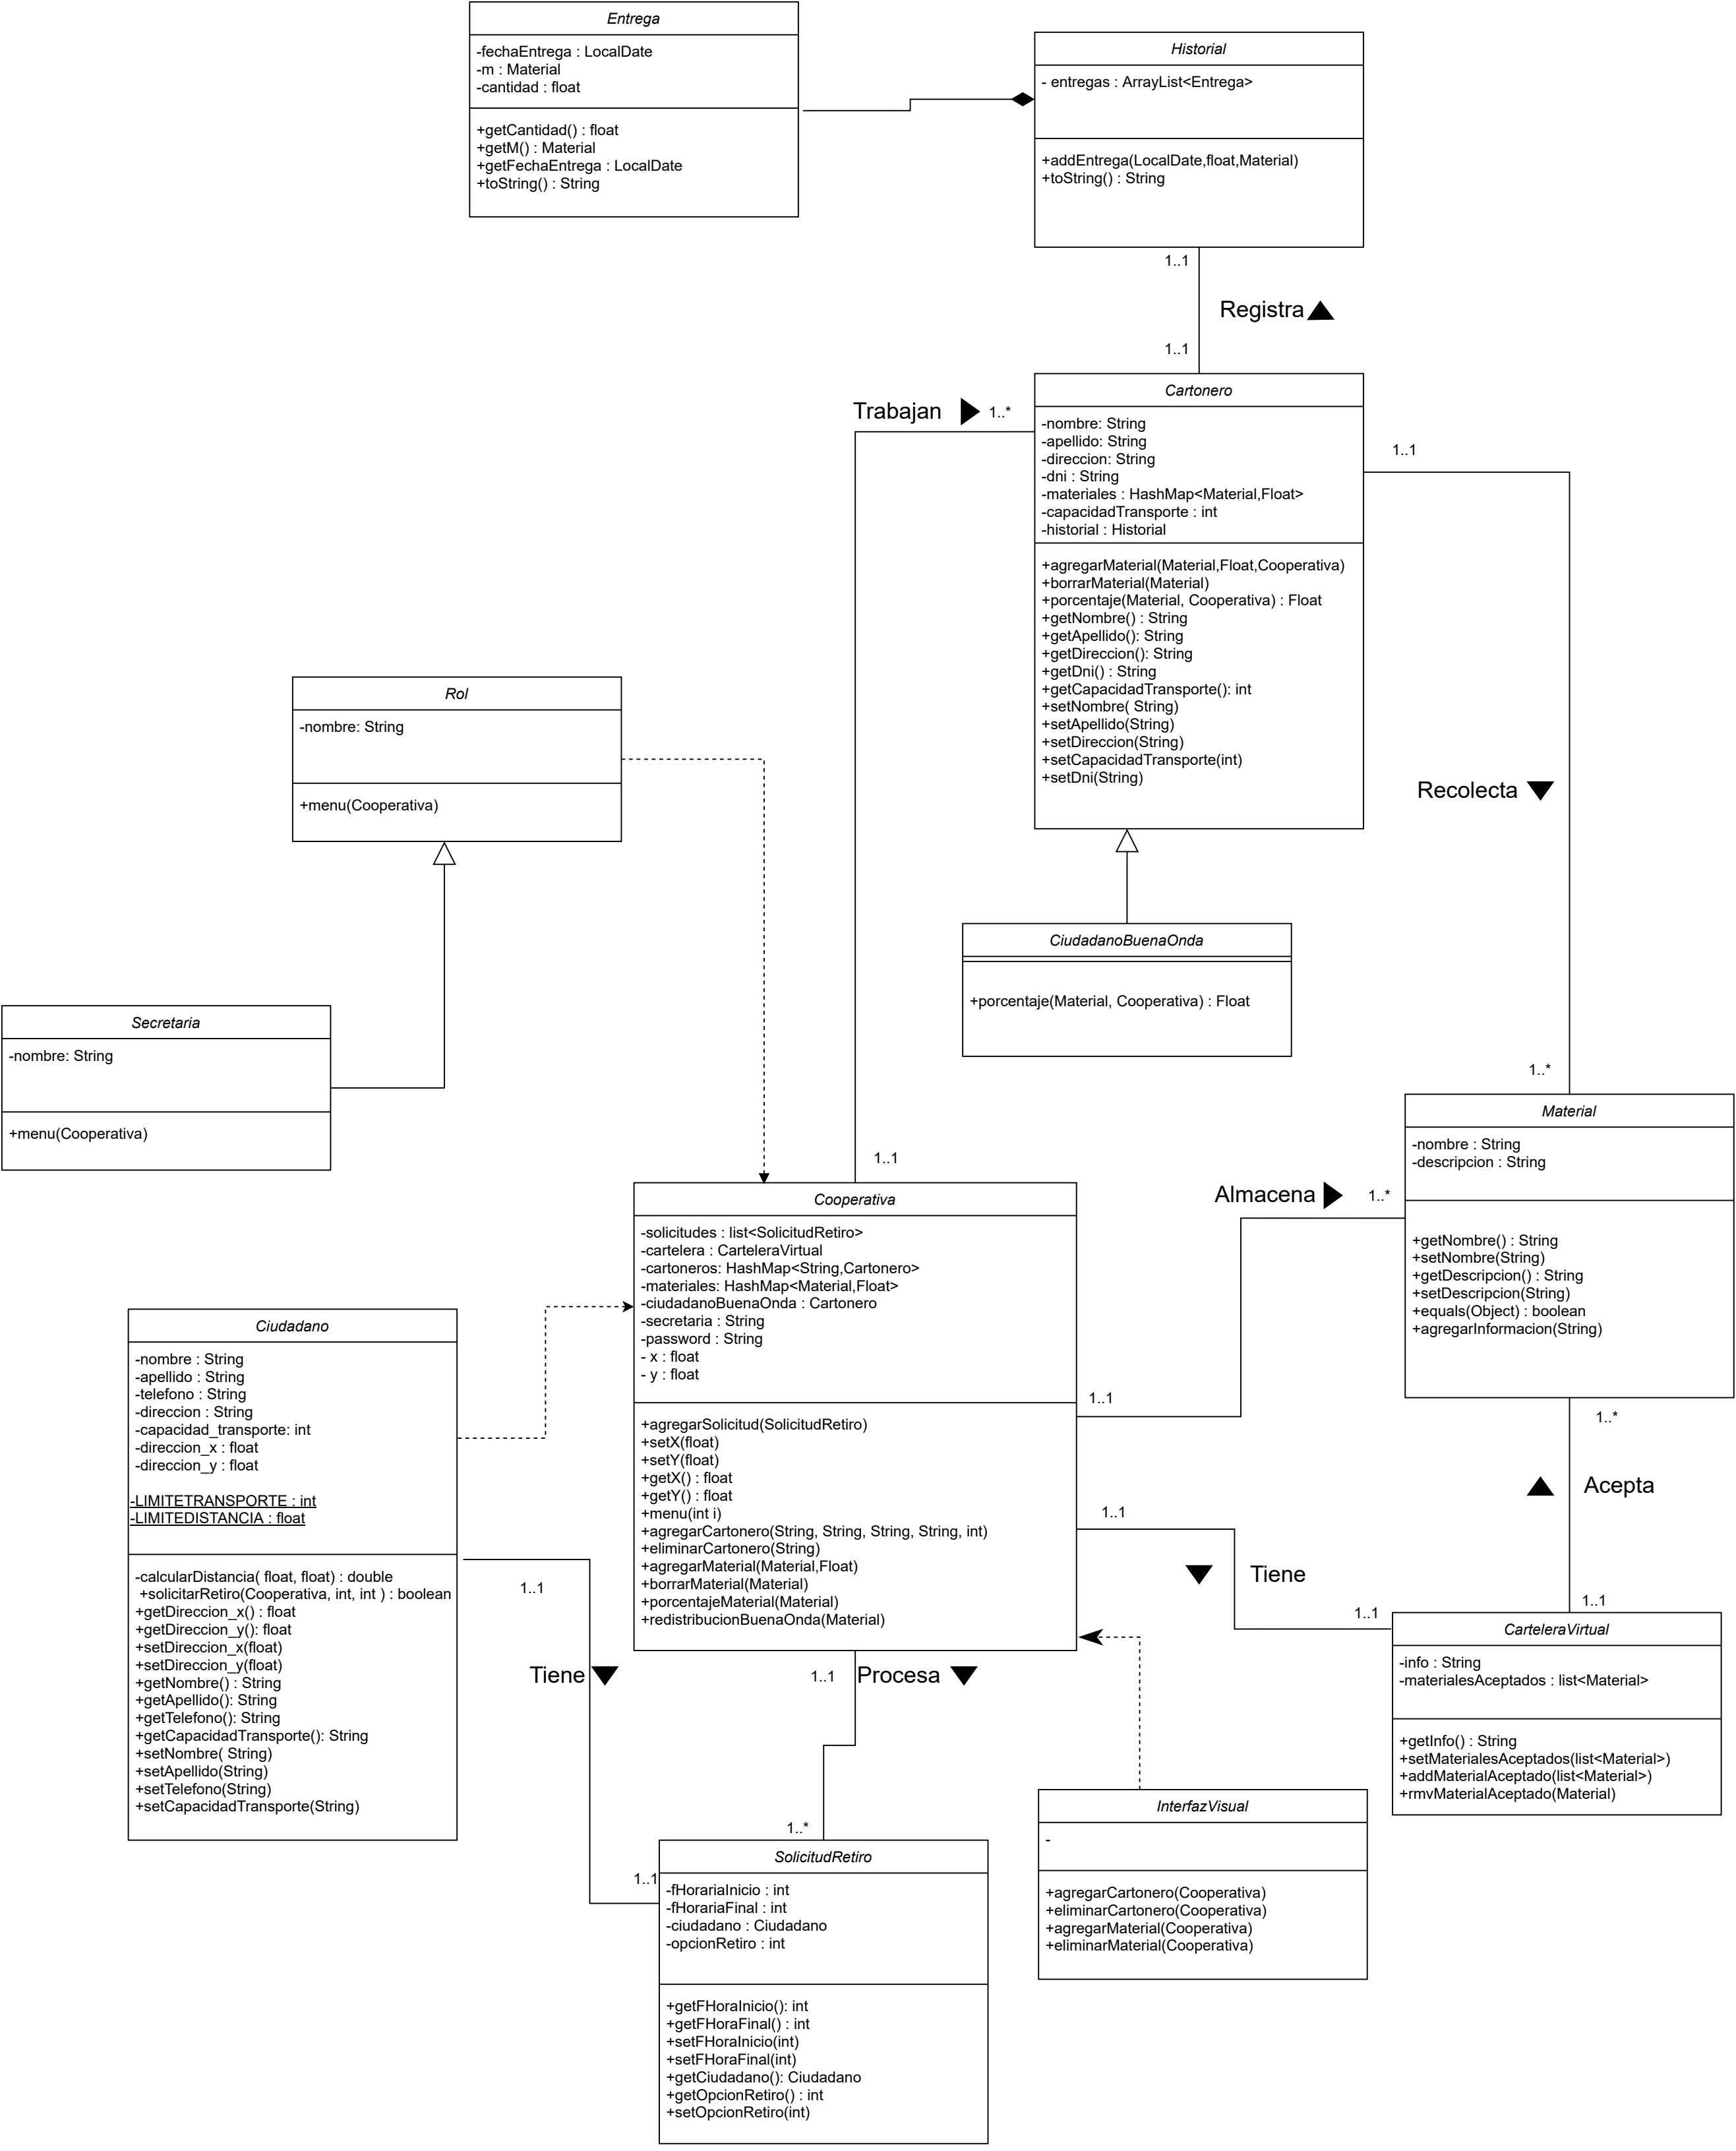 Entrega
-fechaEntrega : LocalDate
-m : Material
-cantidad : float
+getCantidad() : float
+getM() : Material
+getFechaEntrega : LocalDate
+toString() : String
Historial
- entregas : ArrayList<Entrega>
+addEntrega(LocalDate,float,Material)
+toString() : String
1..1
Registra
1..1
Trabajan
1..*
Cartonero
-nombre: String
-apellido: String
-direccion: String
-dni : String
-materiales : HashMap<Material,Float>
-capacidadTransporte : int
-historial : Historial
+agregarMaterial(Material,Float,Cooperativa)
+borrarMaterial(Material)
+porcentaje(Material, Cooperativa) : Float
+getNombre() : String
+getApellido(): String
+getDireccion(): String
+getDni() : String
+getCapacidadTransporte(): int
+setNombre( String)
+setApellido(String)
+setDireccion(String)
+setCapacidadTransporte(int)
+setDni(String)
1..1
Recolecta
1..*
Rol
-nombre: String
+menu(Cooperativa)
CiudadanoBuenaOnda
+porcentaje(Material, Cooperativa) : Float
Secretaria
-nombre: String
+menu(Cooperativa)
1..1
Material
-nombre : String
-descripcion : String
+getNombre() : String
+setNombre(String)
+getDescripcion() : String
+setDescripcion(String)
+equals(Object) : boolean
+agregarInformacion(String)
Almacena
1..*
1..1
Cooperativa
-solicitudes : list<SolicitudRetiro>
-cartelera : CarteleraVirtual
-cartoneros: HashMap<String,Cartonero>
-materiales: HashMap<Material,Float>
-ciudadanoBuenaOnda : Cartonero
-secretaria : String
-password : String
- x : float
- y : float
+agregarSolicitud(SolicitudRetiro)
+setX(float)
+setY(float)
+getX() : float
+getY() : float
+menu(int i)
+agregarCartonero(String, String, String, String, int)
+eliminarCartonero(String)
+agregarMaterial(Material,Float)
+borrarMaterial(Material)
+porcentajeMaterial(Material)
+redistribucionBuenaOnda(Material)
Ciudadano
-nombre : String
-apellido : String
-telefono : String
-direccion : String
-capacidad_transporte: int
-direccion_x : float
-direccion_y : float
-LIMITETRANSPORTE : int
-LIMITEDISTANCIA : float
-calcularDistancia( float, float) : double
+solicitarRetiro(Cooperativa, int, int ) : boolean
+getDireccion_x() : float
+getDireccion_y(): float
+setDireccion_x(float)
+setDireccion_y(float)
+getNombre() : String
+getApellido(): String
+getTelefono(): String
+getCapacidadTransporte(): String
+setNombre( String)
+setApellido(String)
+setTelefono(String)
+setCapacidadTransporte(String)
1..*
Acepta
1..1
1..1
Tiene
1..1
CarteleraVirtual
-info : String
-materialesAceptados : list<Material>
+getInfo() : String
+setMaterialesAceptados(list<Material>)
+addMaterialAceptado(list<Material>)
+rmvMaterialAceptado(Material)
1..1
Tiene
1..1
1..1
Procesa
1..*
SolicitudRetiro
-fHorariaInicio : int
-fHorariaFinal : int
-ciudadano : Ciudadano
-opcionRetiro : int
+getFHoraInicio(): int
+getFHoraFinal() : int
+setFHoraInicio(int)
+setFHoraFinal(int)
+getCiudadano(): Ciudadano
+getOpcionRetiro() : int
+setOpcionRetiro(int)
InterfazVisual
-
+agregarCartonero(Cooperativa)
+eliminarCartonero(Cooperativa)
+agregarMaterial(Cooperativa)
+eliminarMaterial(Cooperativa)